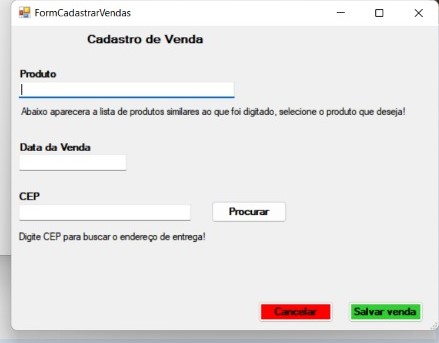 FormCadastrarVendas
Cadastro de Venda
Produto
Abaixo aparecera a lista de produtos similares ao que foi digitado, selecione o produto que deseja!
Data da Venda
CEP
Procurar
Digite CEP para buscar o endereço de entrega!
Cancelar
Salvar venda